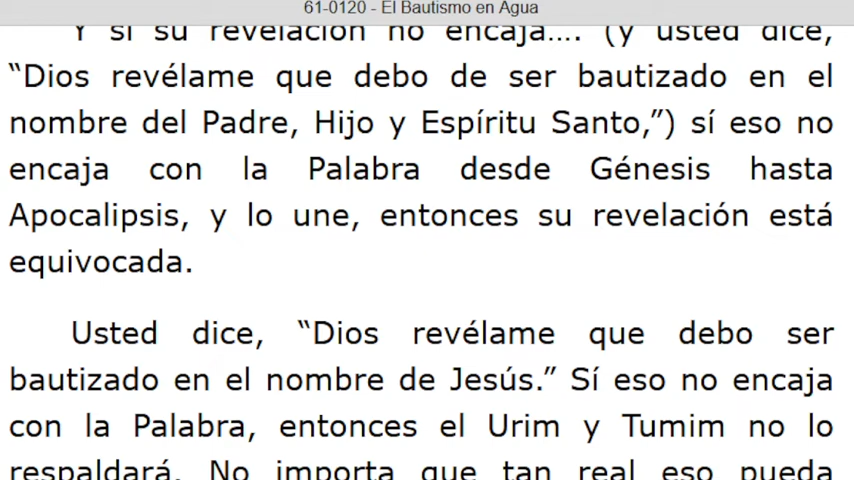 61-0120 - El Bautismo en Agua
Y si su revelación no encaja…. (y usted dice,
“Dios revélame que debo de ser bautizado en el
nombre del Padre, Hijo y Espíritu Santo,”) sí eso no
encaja con la Palabra desde Génesis hasta
Apocalipsis, y lo une, entonces su revelación está
equivocada.
Usted dice, “Dios revélame que debo ser
bautizado en el nombre de Jesús.” Sí eso no encaja
con la Palabra, entonces el Urim y Tumim no lo
respaldará. No importa que tan real eso pueda